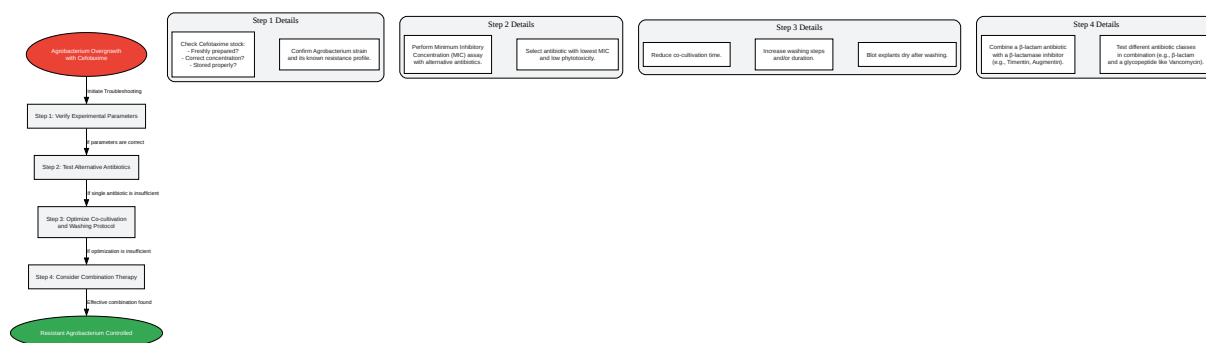 Agrobacterium Overgrowth
with Cefotaxime
Initiate Troubleshooting
Step 1: Verify Experimental Parameters
If parameters are correct
Step 2: Test Alternative Antibiotics
If single antibiotic is insufficient
Step 3: Optimize Co-cultivation
and Washing Protocol
If optimization is insufficient
Step 4: Consider Combination Therapy
Effective combination found
Resistant Agrobacterium Controlled
Step 1 Details
Check Cefotaxime stock:
- Freshly prepared?
- Correct concentration?
- Stored properly?
Confirm Agrobacterium strain
and its known resistance profile.
Step 2 Details
Perform Minimum Inhibitory
Concentration (MIC) assay
with alternative antibiotics.
Select antibiotic with lowest MIC
and low phytotoxicity.
Step 3 Details
Reduce co-cultivation time.
Increase washing steps
and/or duration.
Blot explants dry after washing.
Step 4 Details
Combine a β-lactam antibiotic
with a β-lactamase inhibitor
(e.g., Timentin, Augmentin).
Test different antibiotic classes
in combination (e.g., β-lactam
and a glycopeptide like Vancomycin).